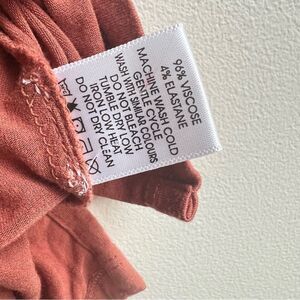 96% VISCOSE
4% ELASTANE
MACHINE WASH COLD
GENTLE CYCLE
WASH WITH SIMILAR COLOURS
DO NOT BLEACH
TUMBLE DRY LOW
IRON LOW HEAT
DO NOT DRY CLEAN